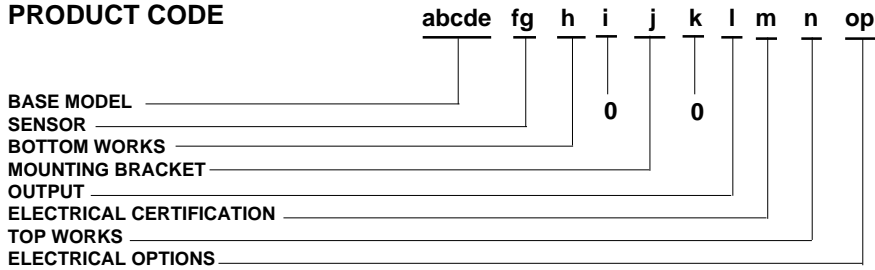 PRODUCT CODE
abcde fg h i j k l m n op
BASE MODEL
0 0
SENSOR
BOTTOM WORKS
MOUNTING BRACKET
OUTPUT
ELECTRICAL CERTIFICATION
TOP WORKS
ELECTRICAL OPTIONS